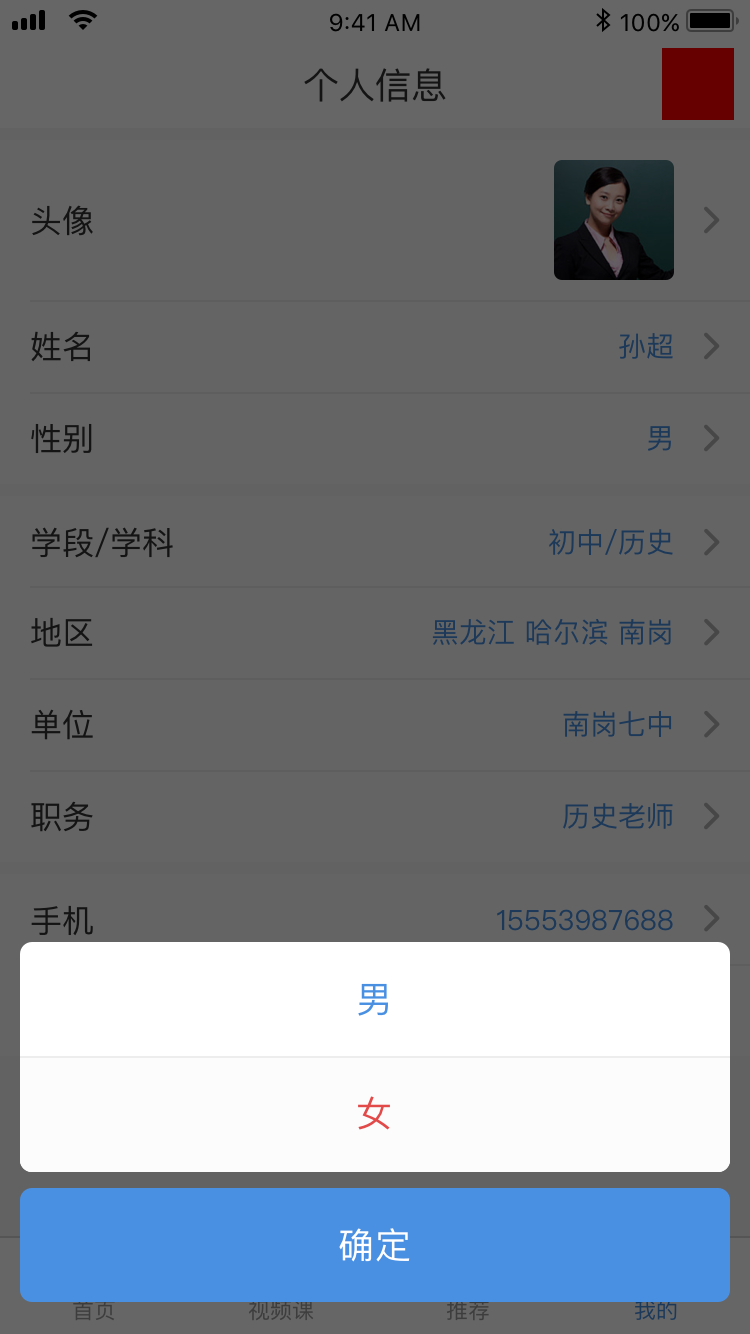 9:41 AM 100%
个人信息
头像
姓名 孙超
性别 男
学段/学科 初中/历史
地区 黑龙江 哈尔滨 南岗
单位 南岗七中
职务 历史老师
手机 15553987688
男
女
确定
首页 视频课 推荐 我的